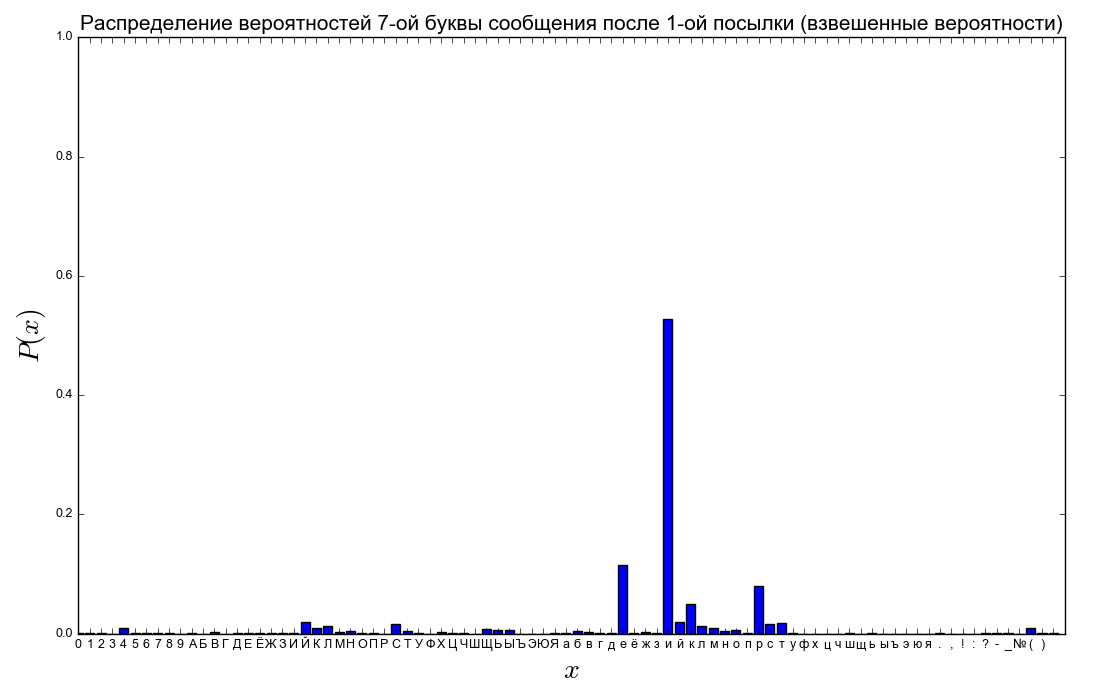 Распределение вероятностей 7-ой буквы сообщения после 1-ой посылки (взвешенные вероятности)
1.0
0.8
0.6
0.4
0.2
0.0
P(x)
0 1 2 3 4 5 6 7 8 9 А Б В Г Д Е Ё Ж З И Й К Л М Н О П Р С Т У Ф Х Ц Ч Ш Щ Ь Ы Ъ Э Ю Я а б в г д е ё ж з и й к л м н о п р с т у ф х ц ч ш щ ь ы ъ э ю я . , ! : ? - _ № ( )
x